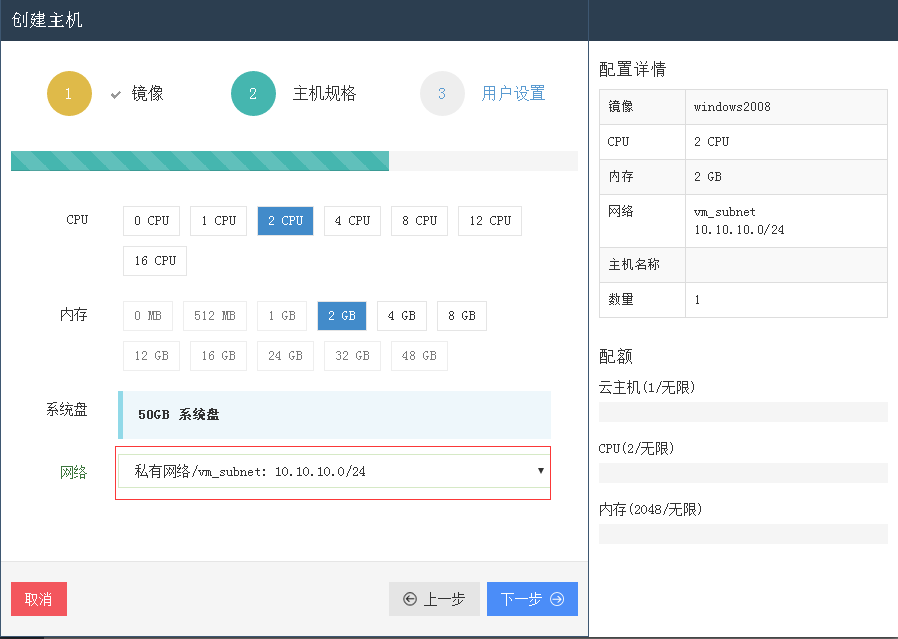 创建主机
1 镜像 2 主机规格 3 用户设置
CPU 0 CPU 1 CPU 2 CPU 4 CPU 8 CPU 12 CPU
16 CPU
内存 0 MB 512 MB 1 GB 2 GB 4 GB 8 GB
12 GB 16 GB 24 GB 32 GB 48 GB
系统盘 50GB 系统盘
网络 私有网络/vm_subnet: 10.10.10.0/24
取消 上一步 下一步
配置详情
镜像 windows2008
CPU 2 CPU
内存 2 GB
网络 vm_subnet
10.10.10.0/24
主机名称
数量 1
配额
云主机(1/无限)
CPU(2/无限)
内存(2048/无限)